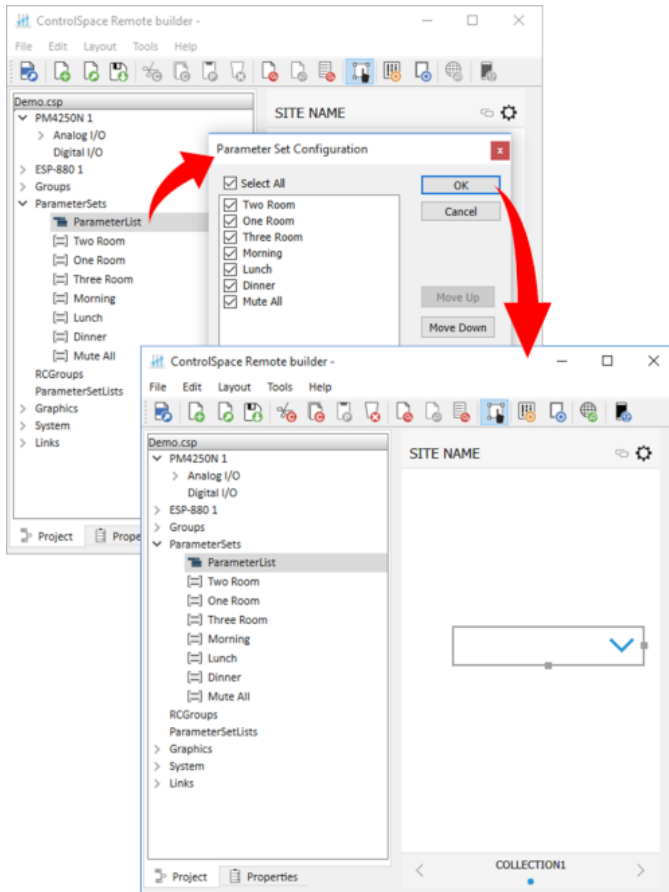 ControlSpace Remote builder -
File Edit Layout Tools Help
Demo.csp
PM4250N 1
Analog I/O
Digital I/O
ESP-880 1
Groups
ParameterSets
ParameterList
Two Room
One Room
Three Room
Morning
Lunch
Dinner
Mute All
RCGroups
ParameterSetLists
Graphics
System
Links
Project Prope
SITE NAME
Parameter Set Configuration
x
Select All
Two Room
One Room
Three Room
Morning
Lunch
Dinner
Mute All
OK
Cancel
Move Up
Move Down
ControlSpace Remote builder -
File Edit Layout Tools Help
Demo.csp
PM4250N 1
Analog I/O
Digital I/O
ESP-880 1
Groups
ParameterSets
ParameterList
Two Room
One Room
Three Room
Morning
Lunch
Dinner
Mute All
RCGroups
ParameterSetLists
Graphics
System
Links
Project Properties
SITE NAME
COLLECTION1